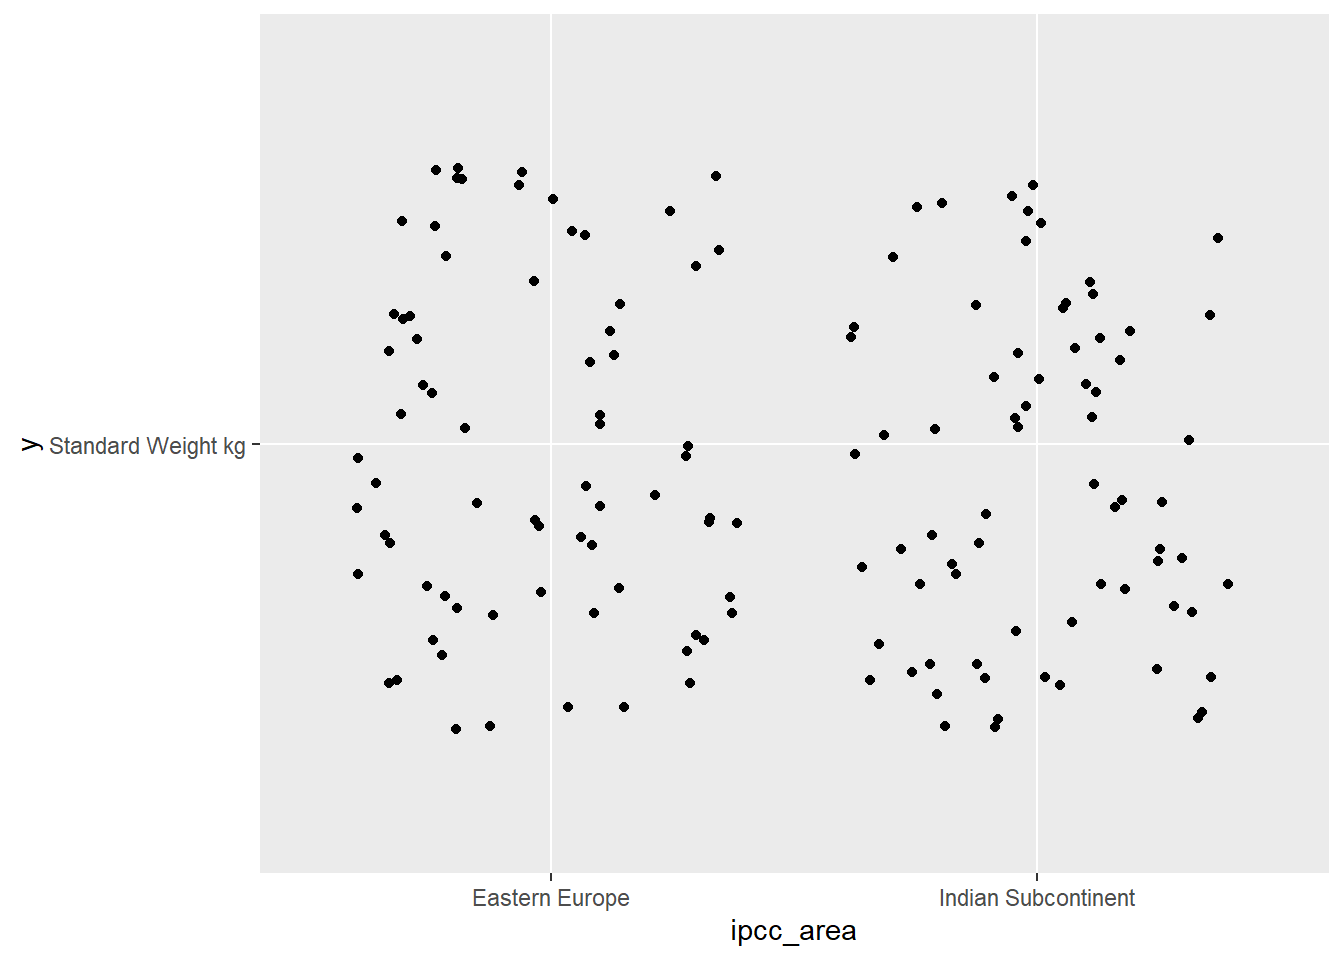 y
Standard Weight kg
Eastern Europe
Indian Subcontinent
ipcc_area